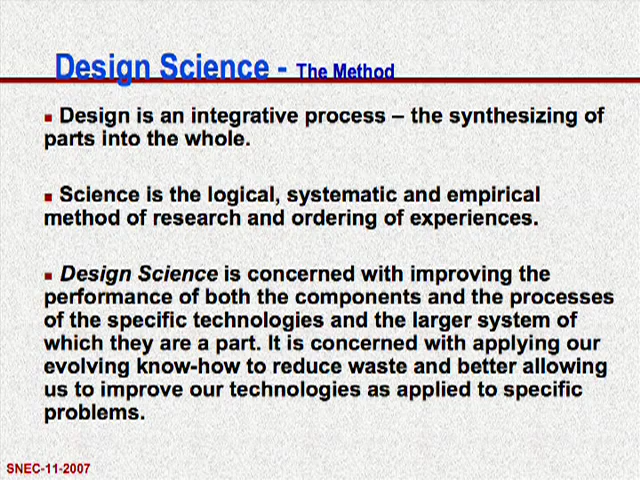 Design Science - The Method
▪ Design is an integrative process – the synthesizing of
parts into the whole.
▪ Science is the logical, systematic and empirical
method of research and ordering of experiences.
▪ Design Science is concerned with improving the
performance of both the components and the processes
of the specific technologies and the larger system of
which they are a part. It is concerned with applying our
evolving know-how to reduce waste and better allowing
us to improve our technologies as applied to specific
problems.
SNEC-11-2007